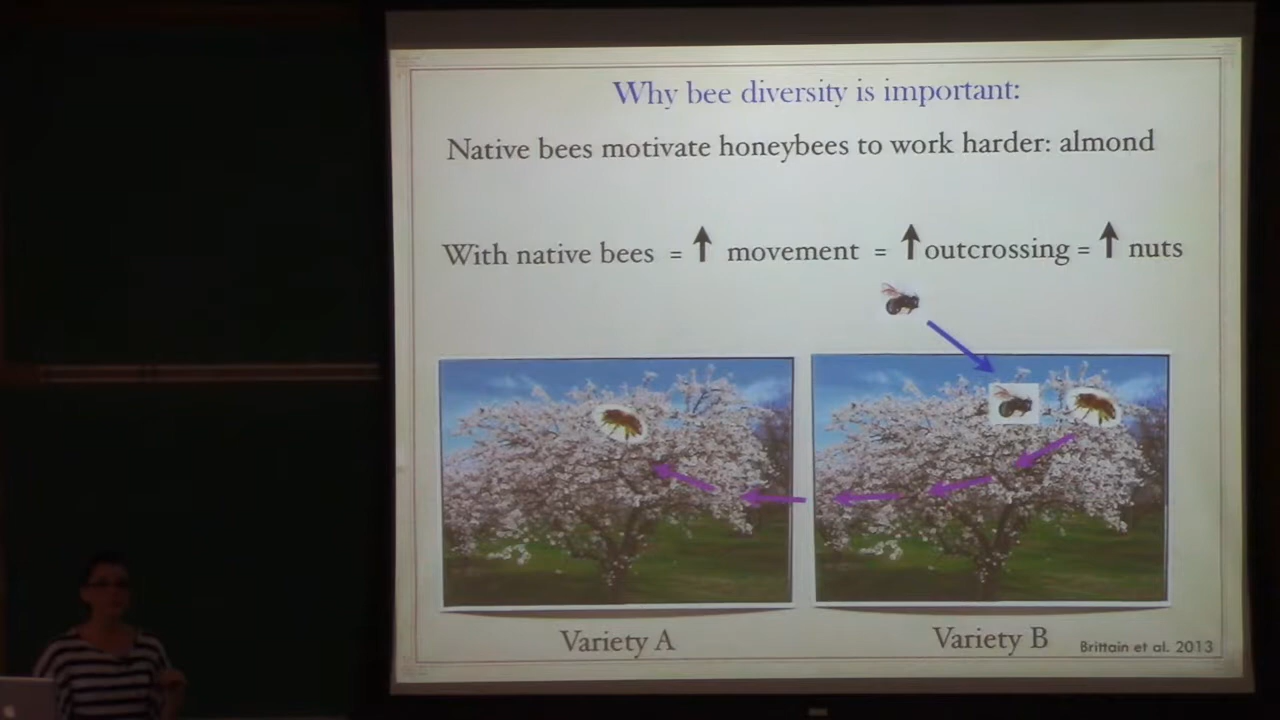 Why bee diversity is important:
Native bees motivate honeybees to work harder: almond
With native bees = ↑ movement = ↑ outcrossing = ↑ nuts
Variety A
Variety B
Brittain et al. 2013